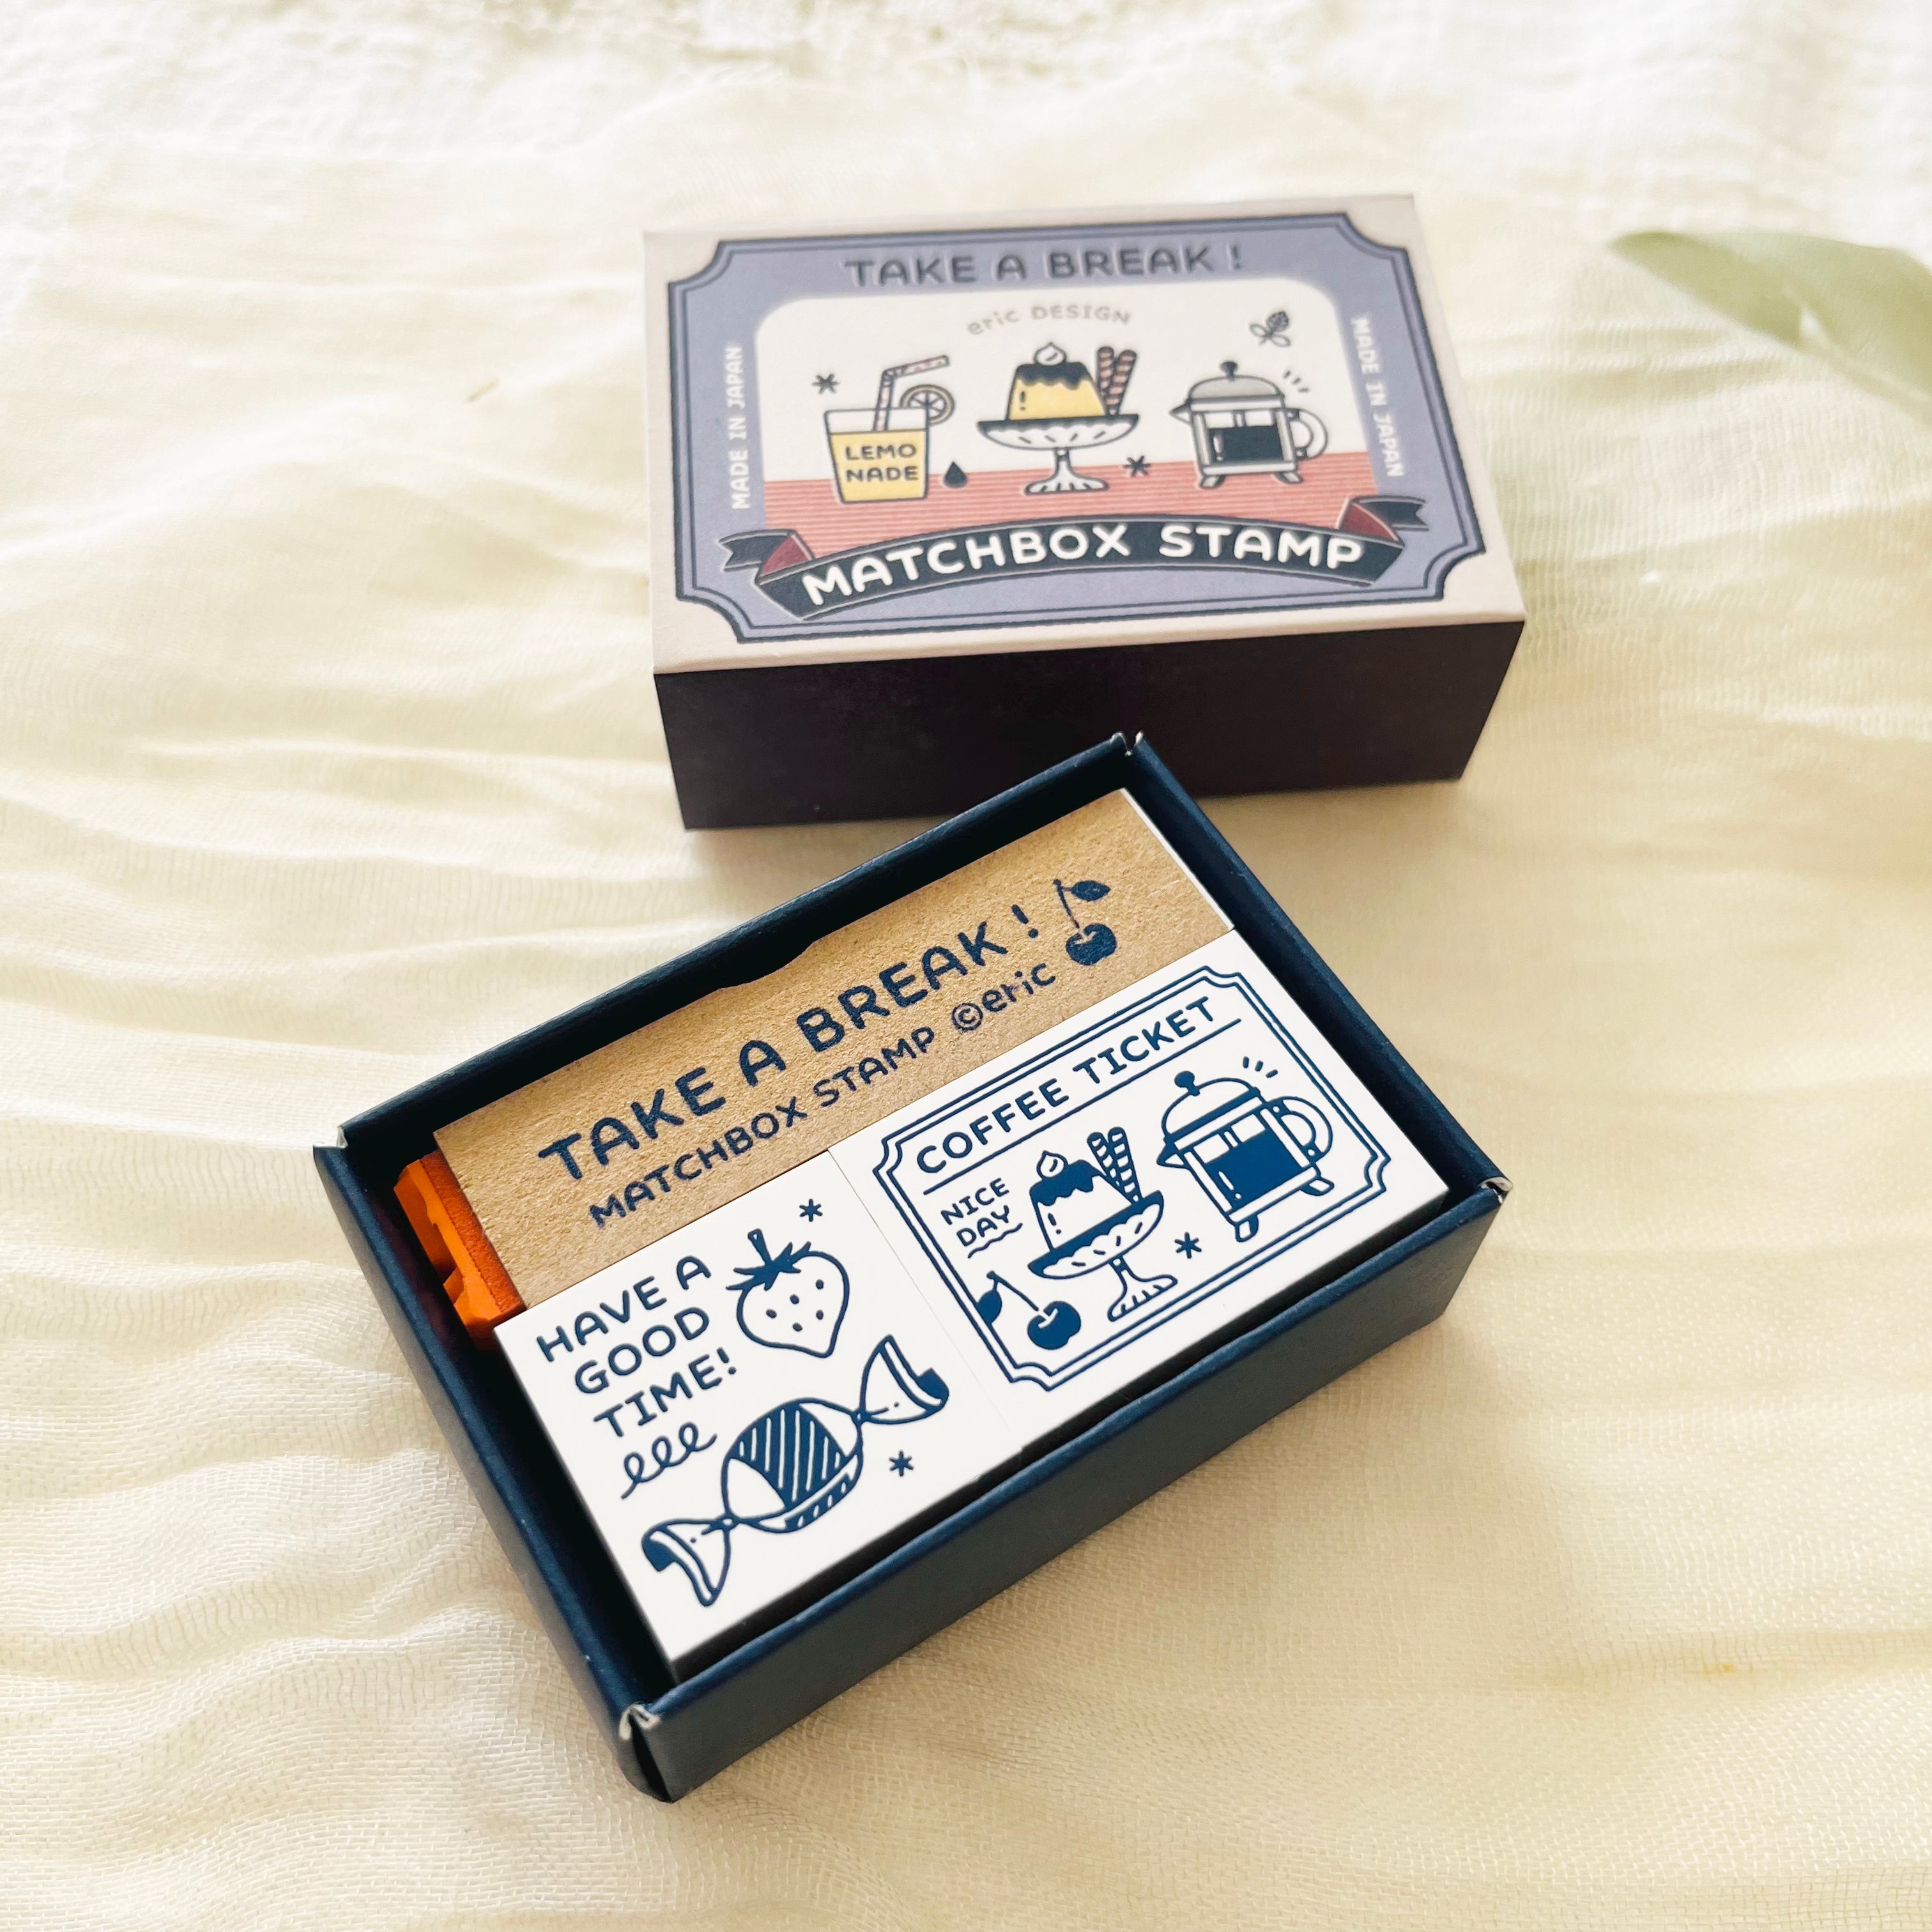 TAKE A BREAK !
eric DESIGN
MADE IN JAPAN
MADE IN JAPAN
LEMO
NADE
MATCHBOX STAMP
TAKE A BREAK !
MATCHBOX STAMP ©eric
COFFEE TICKET
NICE
DAY
HAVE A
GOOD
TIME!